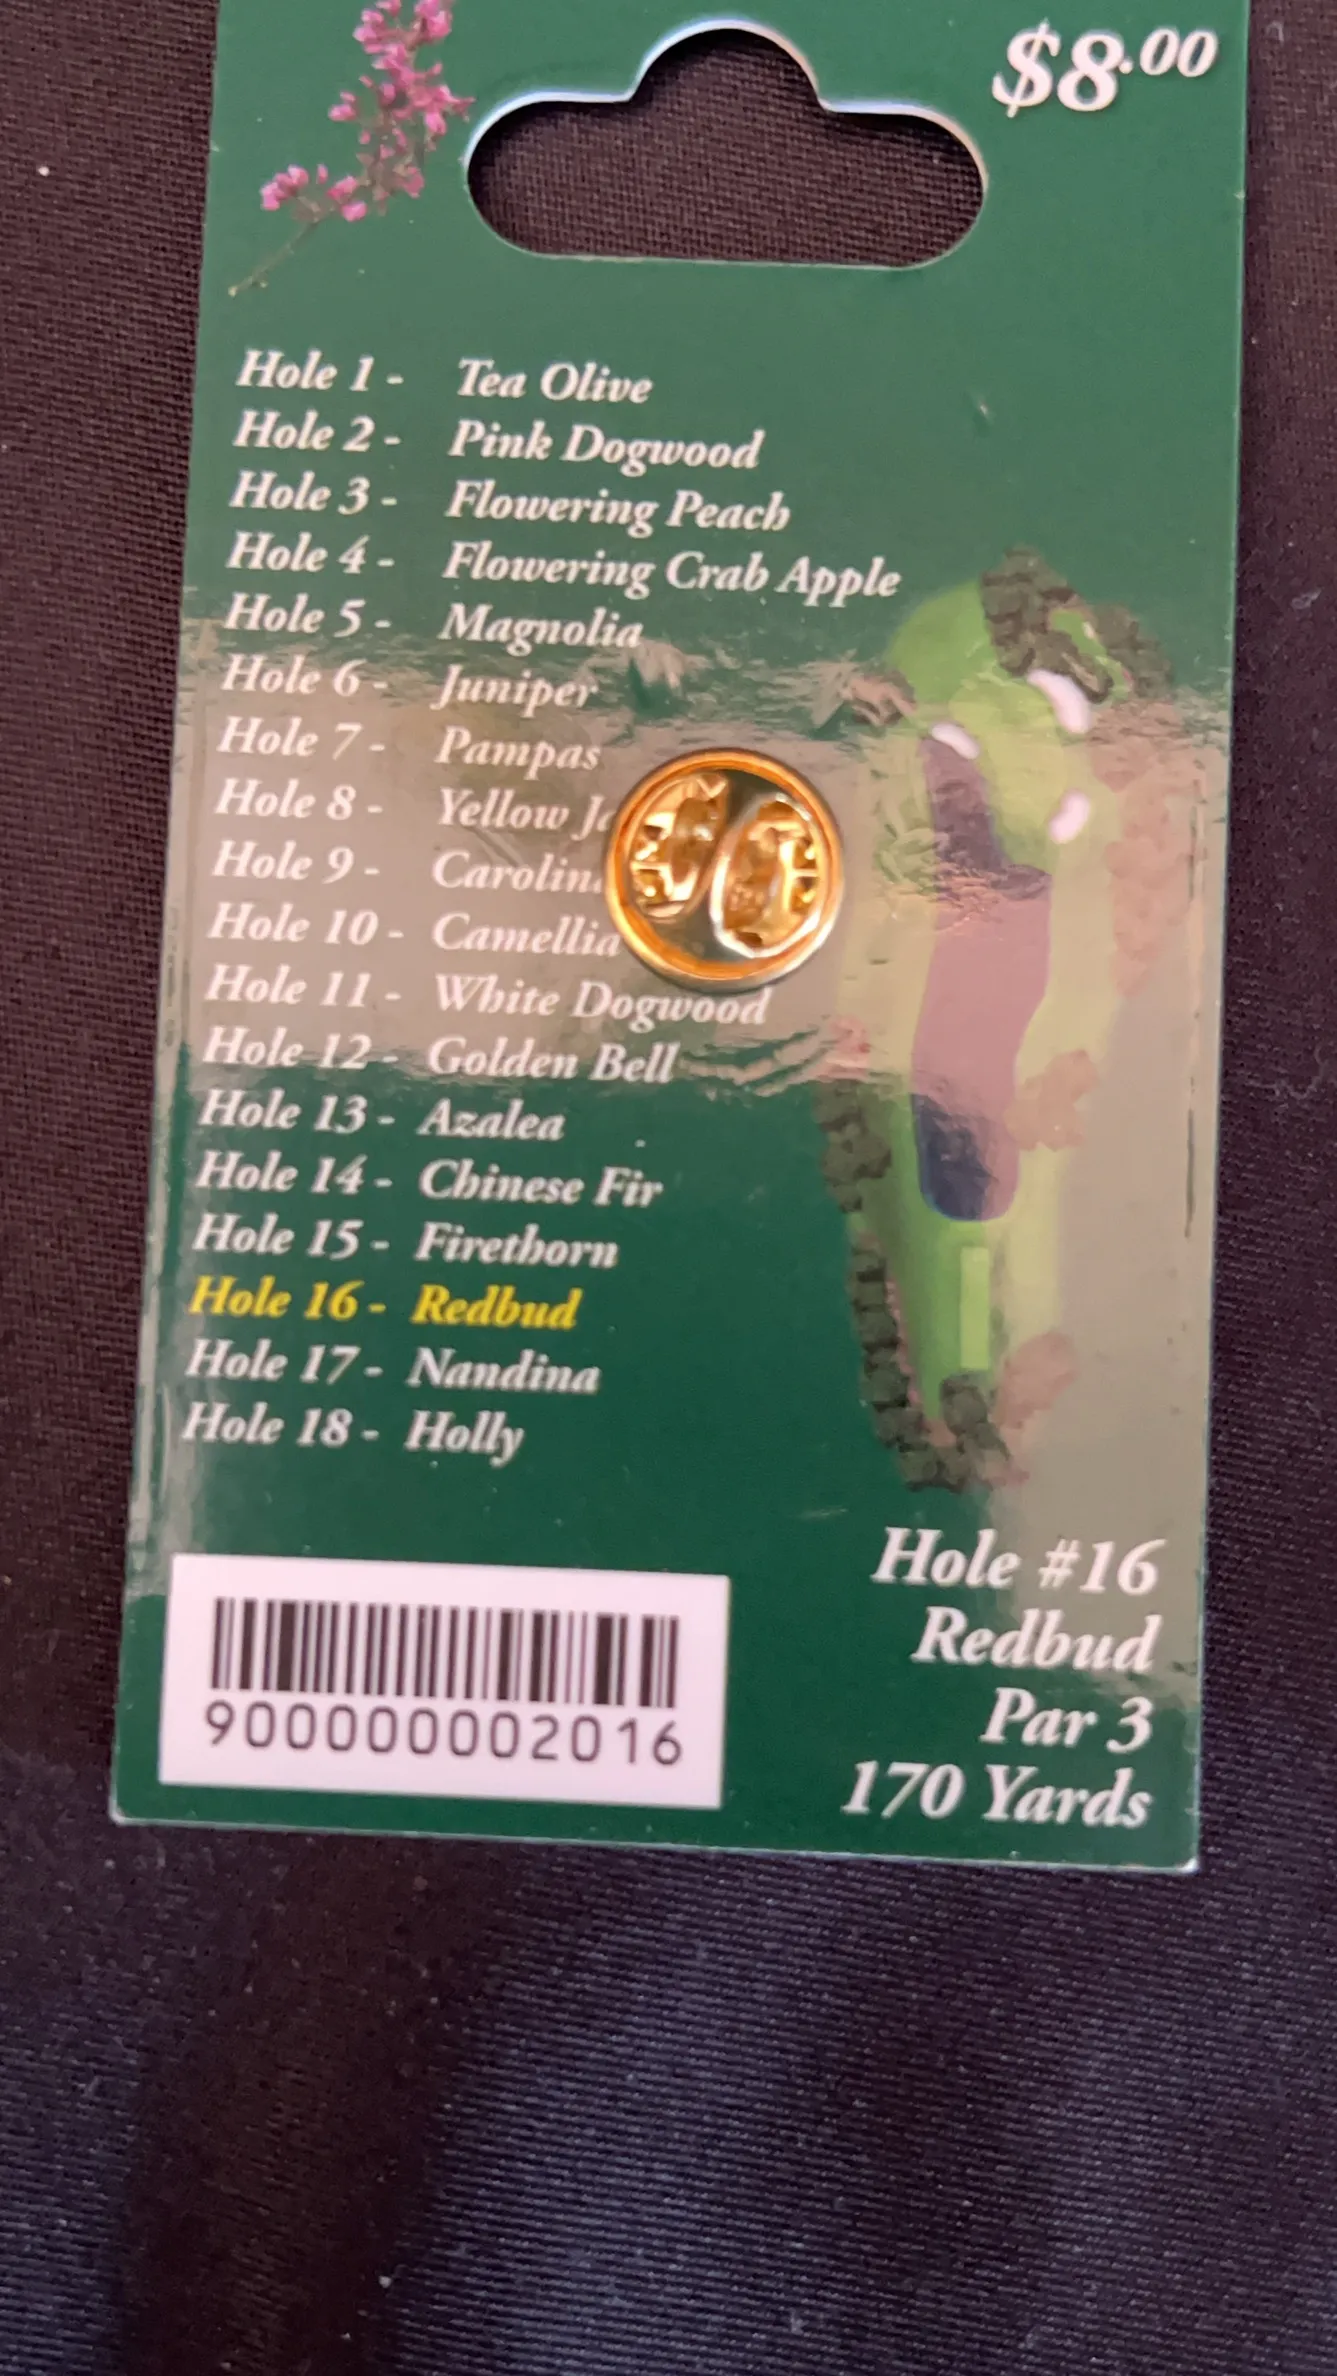 $8.00
Hole 1 - Tea Olive
Hole 2 - Pink Dogwood
Hole 3 - Flowering Peach
Hole 4 - Flowering Crab Apple
Hole 5 - Magnolia
Hole 6 - Juniper
Hole 7 - Pampas
Hole 8 - Yellow
Hole 9 -
Hole 10 - Camellia
Hole 11 - White Dogwood
Hole 12 - Golden Bell
Hole 13 - Azalea
Hole 14 - Chinese Fir
Hole 15 - Firethorn
Hole 16 - Redbud
Hole 17 - Nandina
Hole 18 - Holly
Hole #16
Redbud
Par 3
170 Yards
900000002016